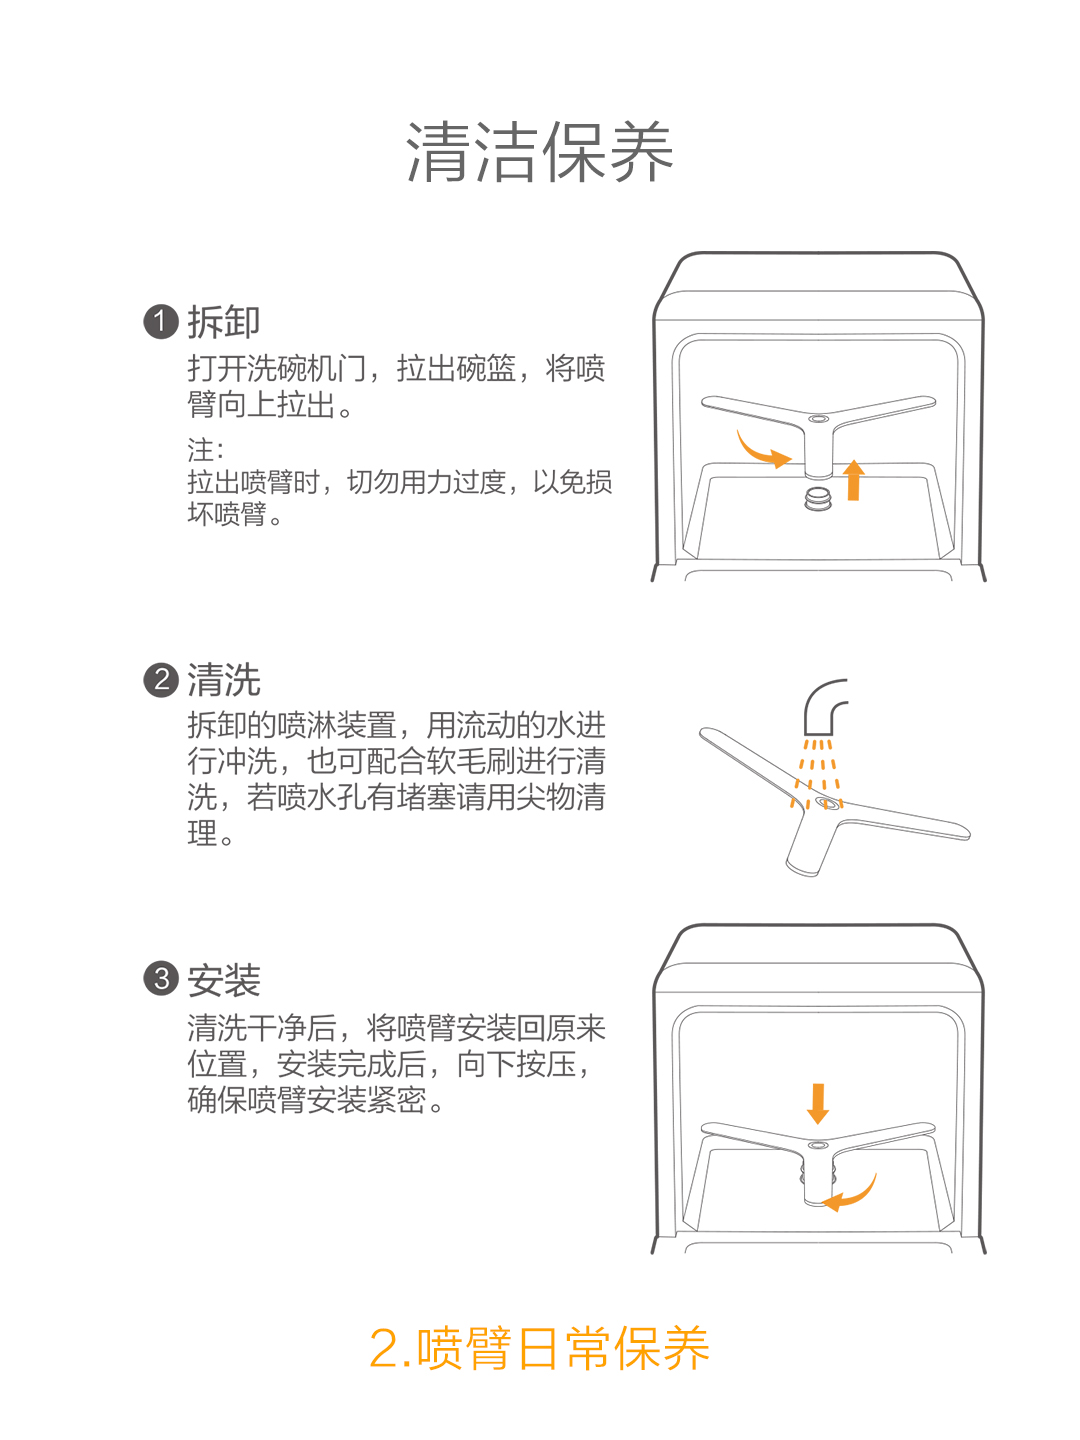 清洁保养
1 拆卸
打开洗碗机门，拉出碗篮，将喷
臂向上拉出。
注：
拉出喷臂时，切勿用力过度，以免损
坏喷臂。
2 清洗
拆卸的喷淋装置，用流动的水进
行冲洗，也可配合软毛刷进行清
洗，若喷水孔有堵塞请用尖物清
理。
3 安装
清洗干净后，将喷臂安装回原来
位置，安装完成后，向下按压，
确保喷臂安装紧密。
2.喷臂日常保养